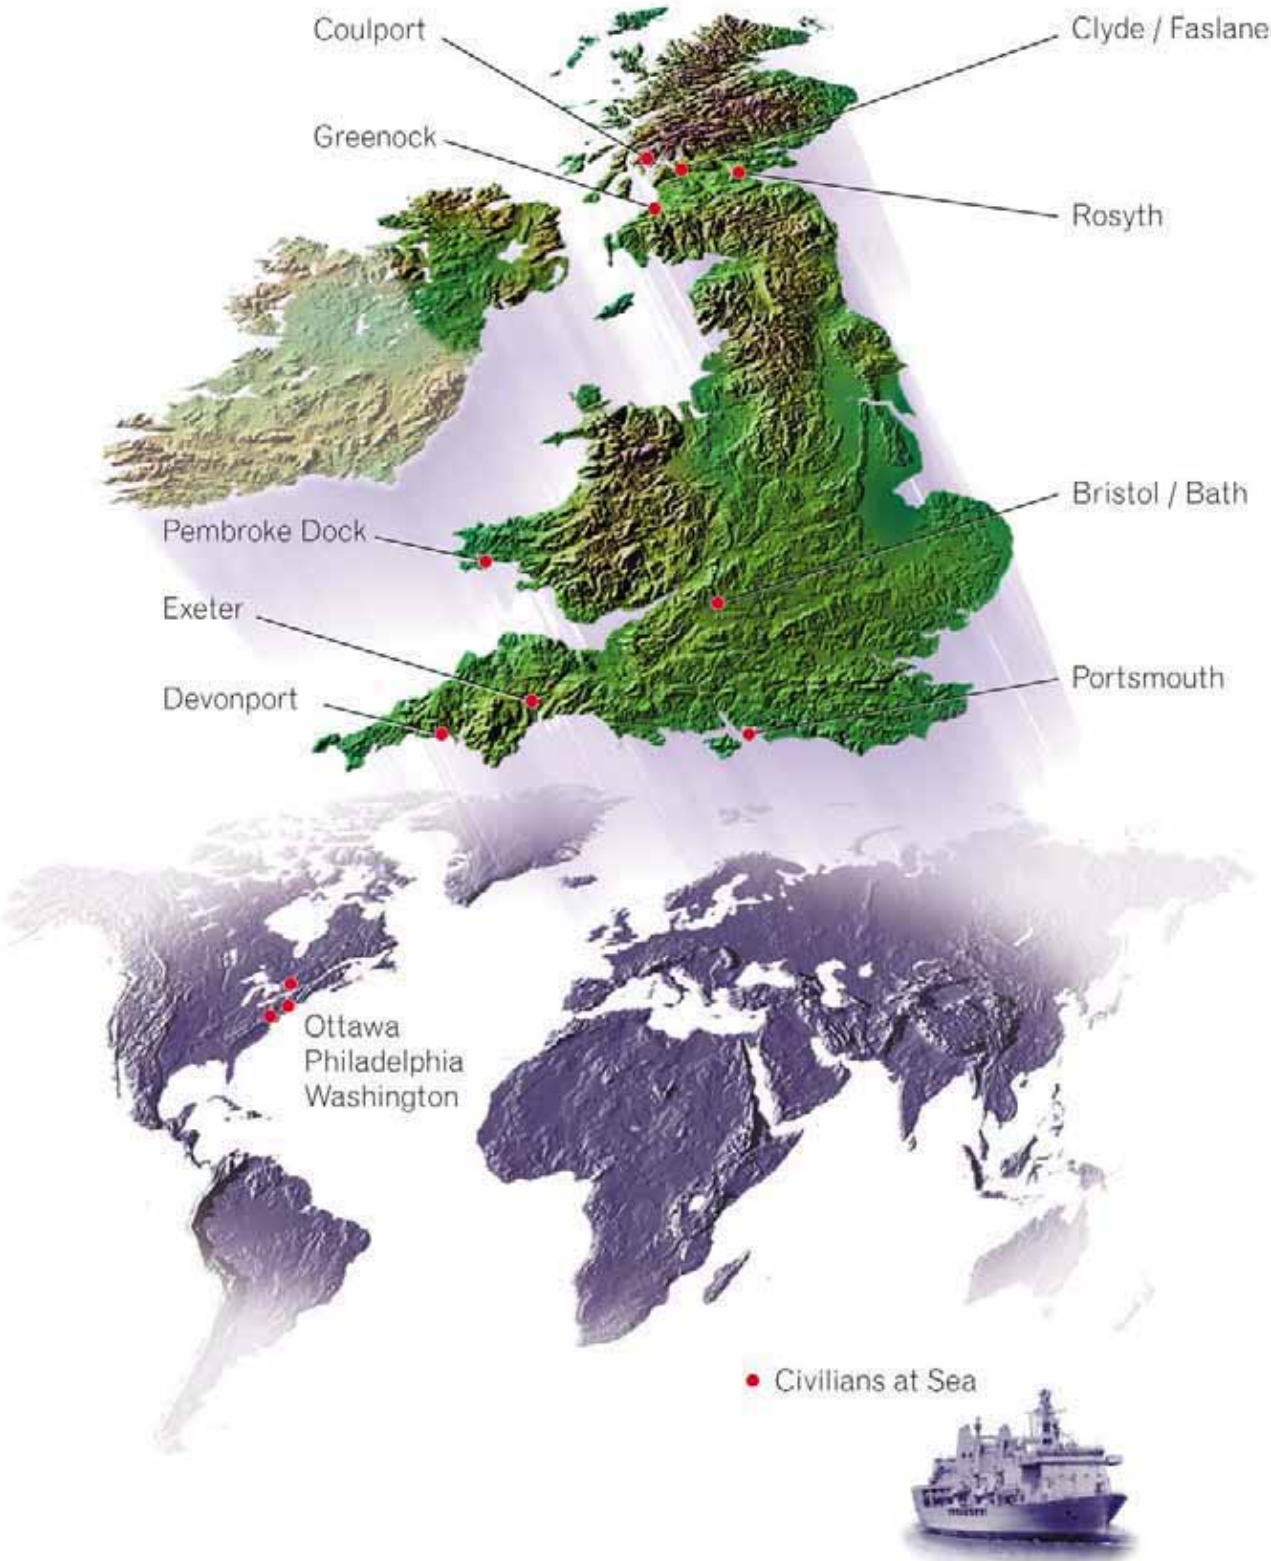 Coulport
Clyde / Faslane
Greenock
Rosyth
Bristol / Bath
Pembroke Dock
Exeter
Portsmouth
Devonport
Ottawa
Philadelphia
Washington
Civilians at Sea